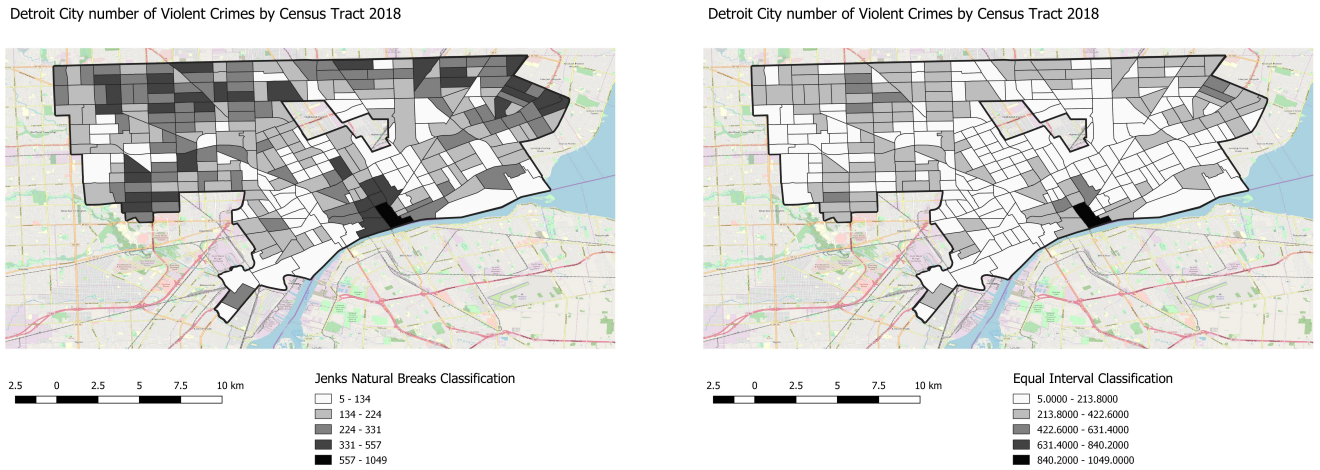 Detroit City number of Violent Crimes by Census Tract 2018
Detroit City number of Violent Crimes by Census Tract 2018
2.5 0 2.5 5 7.5 10 km
Jenks Natural Breaks Classification
5 - 134
134 - 224
224 - 331
331 - 557
557 - 1049
2.5 0 2.5 5 7.5 10 km
Equal Interval Classification
5.0000 - 213.8000
213.8000 - 422.6000
422.6000 - 631.4000
631.4000 - 840.2000
840.2000 - 1049.0000